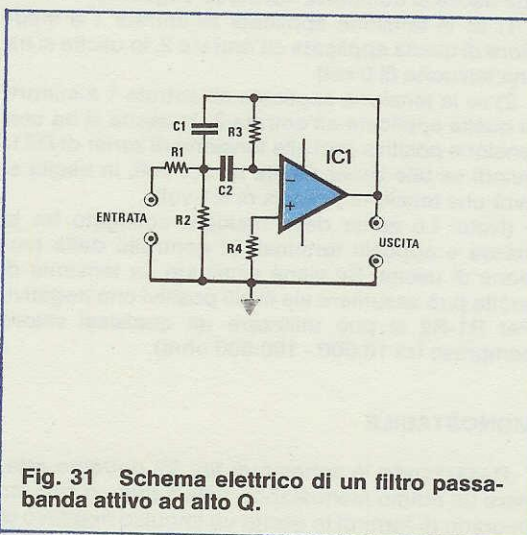 C1
R3
IC1
R1
C2
ENTRATA
R2
R4
USCITA
Fig. 31 Schema elettrico di un filtro passa-
banda attivo ad alto Q.